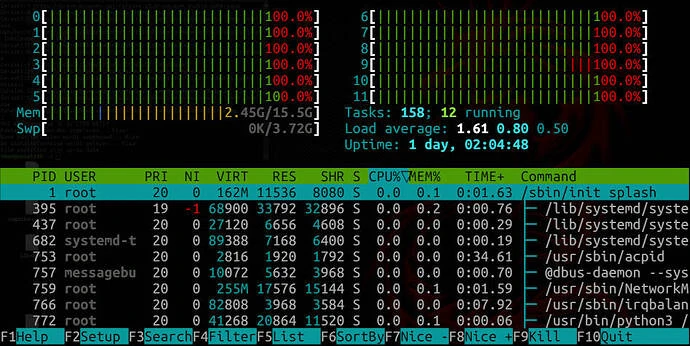 0[||||||||||||||||||||||||||||100.0%] 6[||||||||||||||||||||||||||||100.0%]
1[||||||||||||||||||||||||||||100.0%] 7[||||||||||||||||||||||||||||100.0%]
2[||||||||||||||||||||||||||||100.0%] 8[||||||||||||||||||||||||||||100.0%]
3[||||||||||||||||||||||||||||100.0%] 9[||||||||||||||||||||||||||||100.0%]
4[||||||||||||||||||||||||||||100.0%] 10[||||||||||||||||||||||||||||100.0%]
5[||||||||||||||||||||||||||||100.0%] 11[||||||||||||||||||||||||||||100.0%]
Mem[|||||||||||||||||||||||2.45G/15.5G] Tasks: 158; 12 running
Swp[0K/3.72G] Load average: 1.61 0.80 0.50
Uptime: 1 day, 02:04:48
PID USER PRI NI VIRT RES SHR S CPU%▽MEM% TIME+ Command
1 root 20 0 162M 11536 8080 S 0.0 0.1 0:01.63 /sbin/init splash
395 root 19 -1 68900 33792 32896 S 0.0 0.2 0:00.76 ├─ /lib/systemd/syste
437 root 20 0 27120 6656 4608 S 0.0 0.0 0:00.29 ├─ /lib/systemd/syste
682 systemd-t 20 0 89388 7168 6400 S 0.0 0.0 0:00.19 ├─ /lib/systemd/syste
753 root 20 0 2816 1920 1792 S 0.0 0.0 0:34.61 ├─ /usr/sbin/acpid
757 messagebu 20 0 10072 5632 3968 S 0.0 0.0 0:00.70 ├─ @dbus-daemon --sys
759 root 20 0 255M 17576 15144 S 0.0 0.1 0:00.59 ├─ /usr/sbin/NetworkM
766 root 20 0 82808 3968 3584 S 0.0 0.0 0:07.92 ├─ /usr/sbin/irqbalan
772 root 20 0 41268 20864 11520 S 0.0 0.1 0:00.06 ├─ /usr/bin/python3 /
F1Help F2Setup F3SearchF4FilterF5List F6SortByF7Nice -F8Nice +F9Kill F10Quit